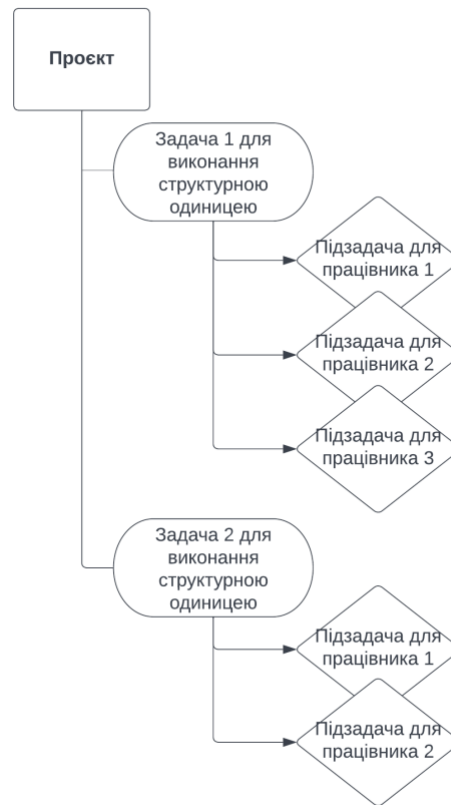 Проєкт
Задача 1 для
виконання
структурною
одиницею
Підзадача для
працівника 1
Підзадача для
працівника 2
Підзадача для
працівника 3
Задача 2 для
виконання
структурною
одиницею
Підзадача для
працівника 1
Підзадача для
працівника 2